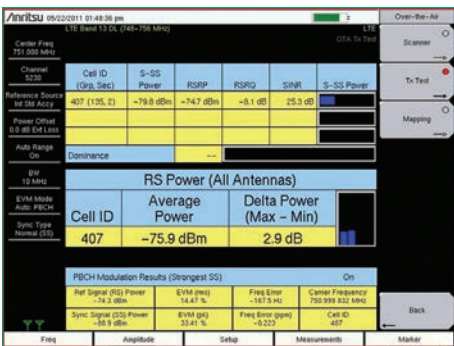 Anritsu 05/22/2011 01:48:36 pm
Over-the-Air
LTE Band 13 DL (746-756 MHz)
LTE
OTA Tx Test
Center Freq
751.000 MHz
Channel
5230
Reference Source
Int Std Accy
Power Offset
0.0 dB Ext Loss
Auto Range
On
BW
10 MHz
EVM Mode
Auto: PBCH
Sync Type
Normal (SS)
Cell ID
(Grp, Sec)
S-SS
Power
RSRP
RSRQ
SINR
S-SS Power
407 (135, 2)
-79.8 dBm
-74.7 dBm
-8.1 dB
25.3 dB
Dominance
--
RS Power (All Antennas)
Cell ID
Average
Power
Delta Power
(Max - Min)
407
-75.9 dBm
2.9 dB
PBCH Modulation Results (Strongest SS)
On
Ref Signal (RS) Power
-74.3 dBm
EVM (rms)
14.47 %
Freq Error
-167.5 Hz
Carrier Frequency
750.999 832 MHz
Sync Signal (SS) Power
-88.9 dBm
EVM (pk)
33.41 %
Freq Error (ppm)
-0.223
Cell ID
407
Scanner
Tx Test
Mapping
Back
Freq
Amplitude
Setup
Measurements
Marker